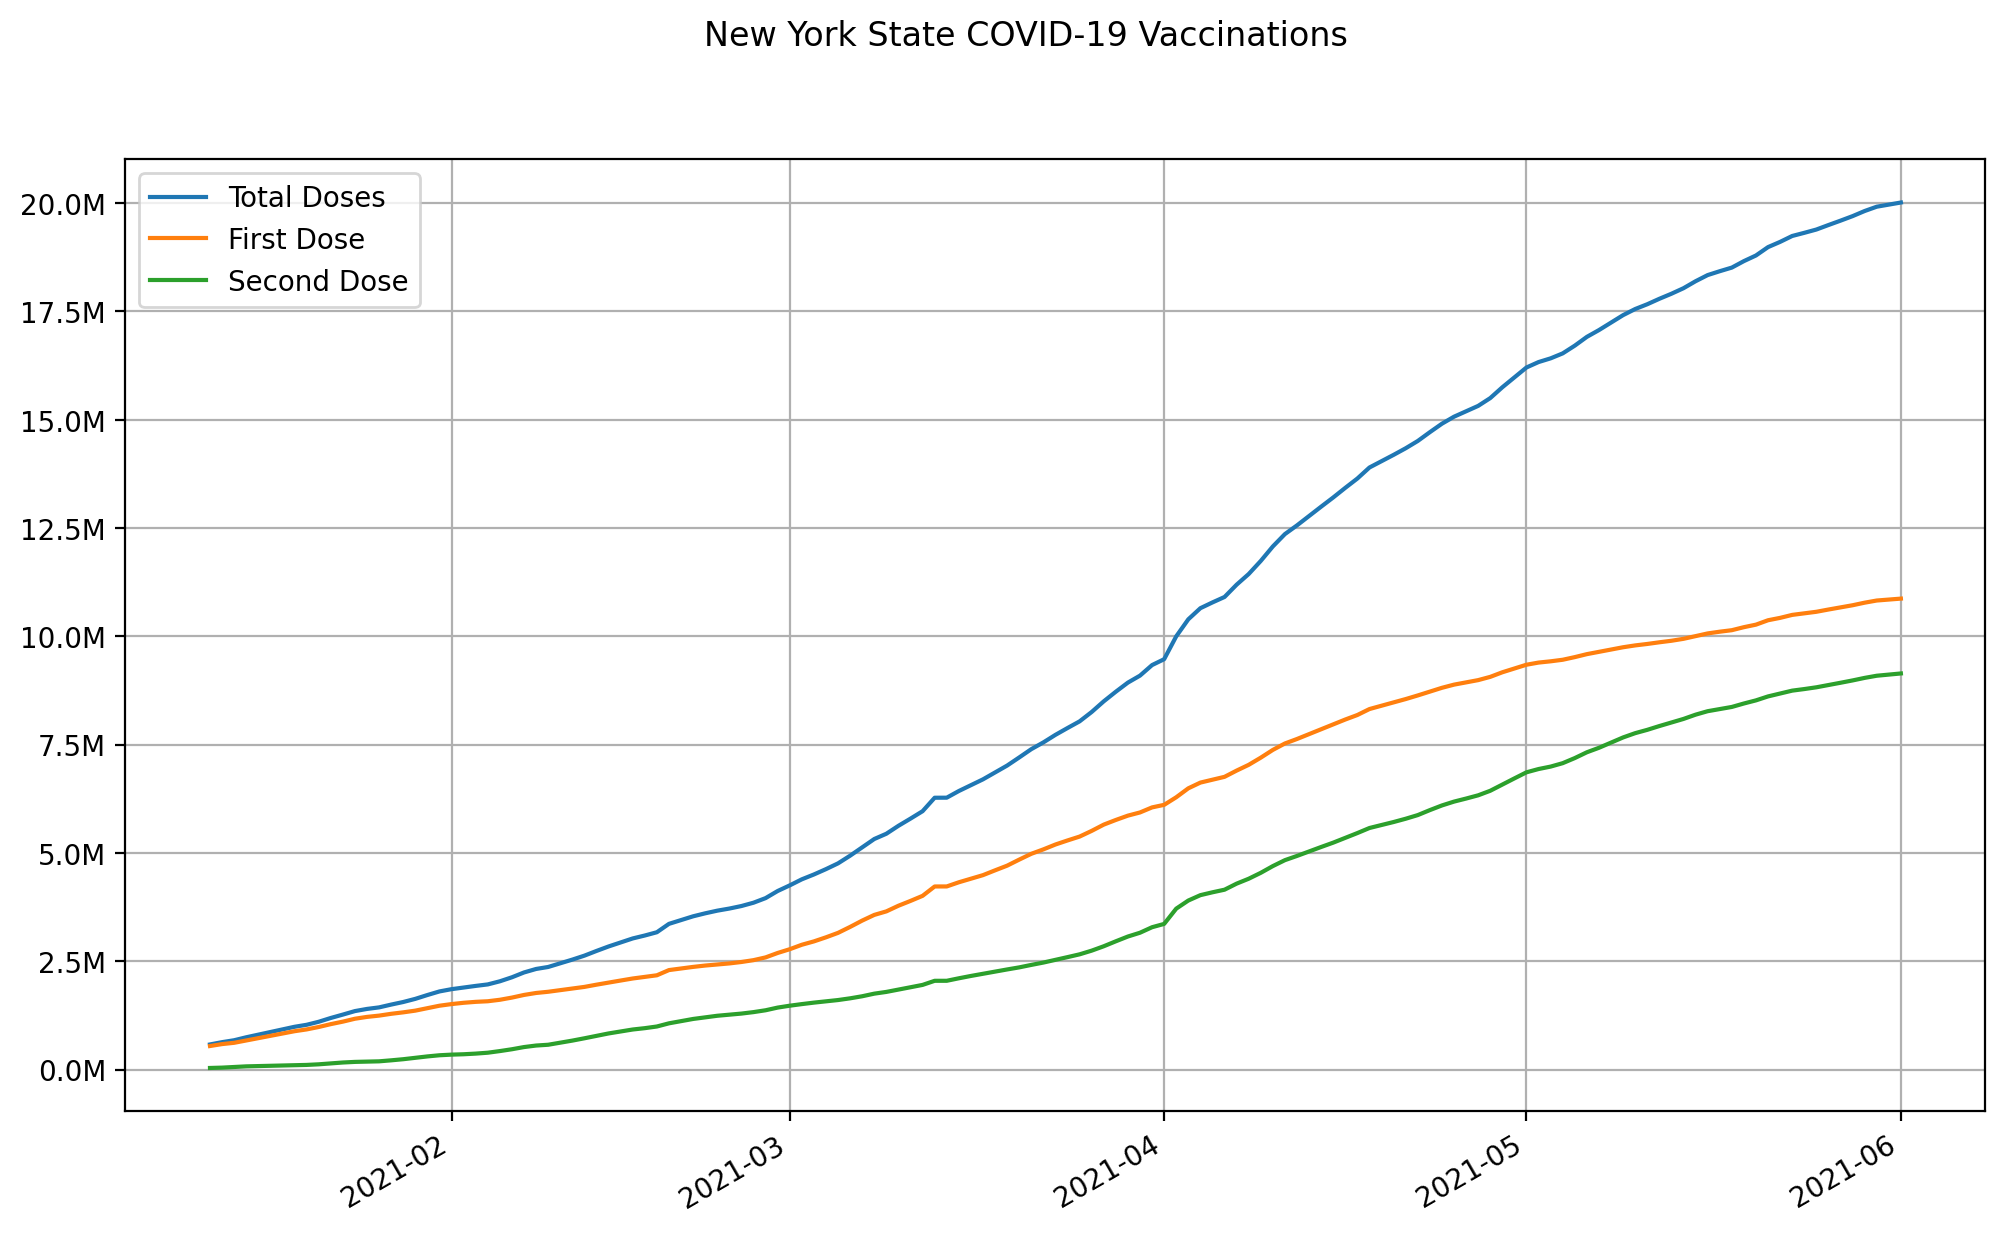 New York State COVID-19 Vaccinations
Total Doses
First Dose
Second Dose
20.0M
17.5M
15.0M
12.5M
10.0M
7.5M
5.0M
2.5M
0.0M
2021-02
2021-03
2021-04
2021-05
2021-06